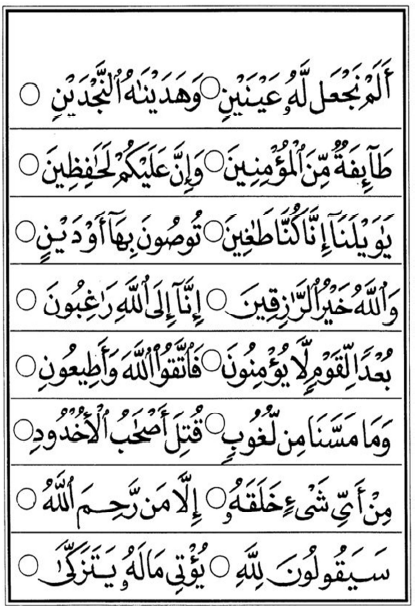 أَلَمْ نَجْعَل لَّهُۥ عَيْنَيْنِ ○ وَهَدَيْنَٰهُ ٱلنَّجْدَيْنِ ○
طَآئِفَةٌ مِّنَ ٱلْمُؤْمِنِينَ ○ وَإِنَّ عَلَيْكُمْ لَحَٰفِظِينَ ○
يَٰوَيْلَنَآ إِنَّا كُنَّا طَٰغِينَ ○ تُوصُونَ بِهَآ أَوْ دَيْنٍ ○
وَٱللَّهُ خَيْرُ ٱلرَّٰزِقِينَ ○ إِنَّآ إِلَى ٱللَّهِ رَٰغِبُونَ ○
بُعْدًا لِّقَوْمٍ لَّا يُؤْمِنُونَ ○ فَٱتَّقُوا۟ ٱللَّهَ وَأَطِيعُونِ ○
وَمَا مَسَّنَا مِن لُّغُوبٍ ○ قُتِلَ أَصْحَٰبُ ٱلْأُخْدُودِ ○
مِنْ أَىِّ شَىْءٍ خَلَقَهُۥ ○ إِلَّا مَن رَّحِمَ ٱللَّهُ ○
سَيَقُولُونَ لِلَّهِ ○ يُؤْتِى مَالَهُۥ يَتَزَكَّىٰ ○